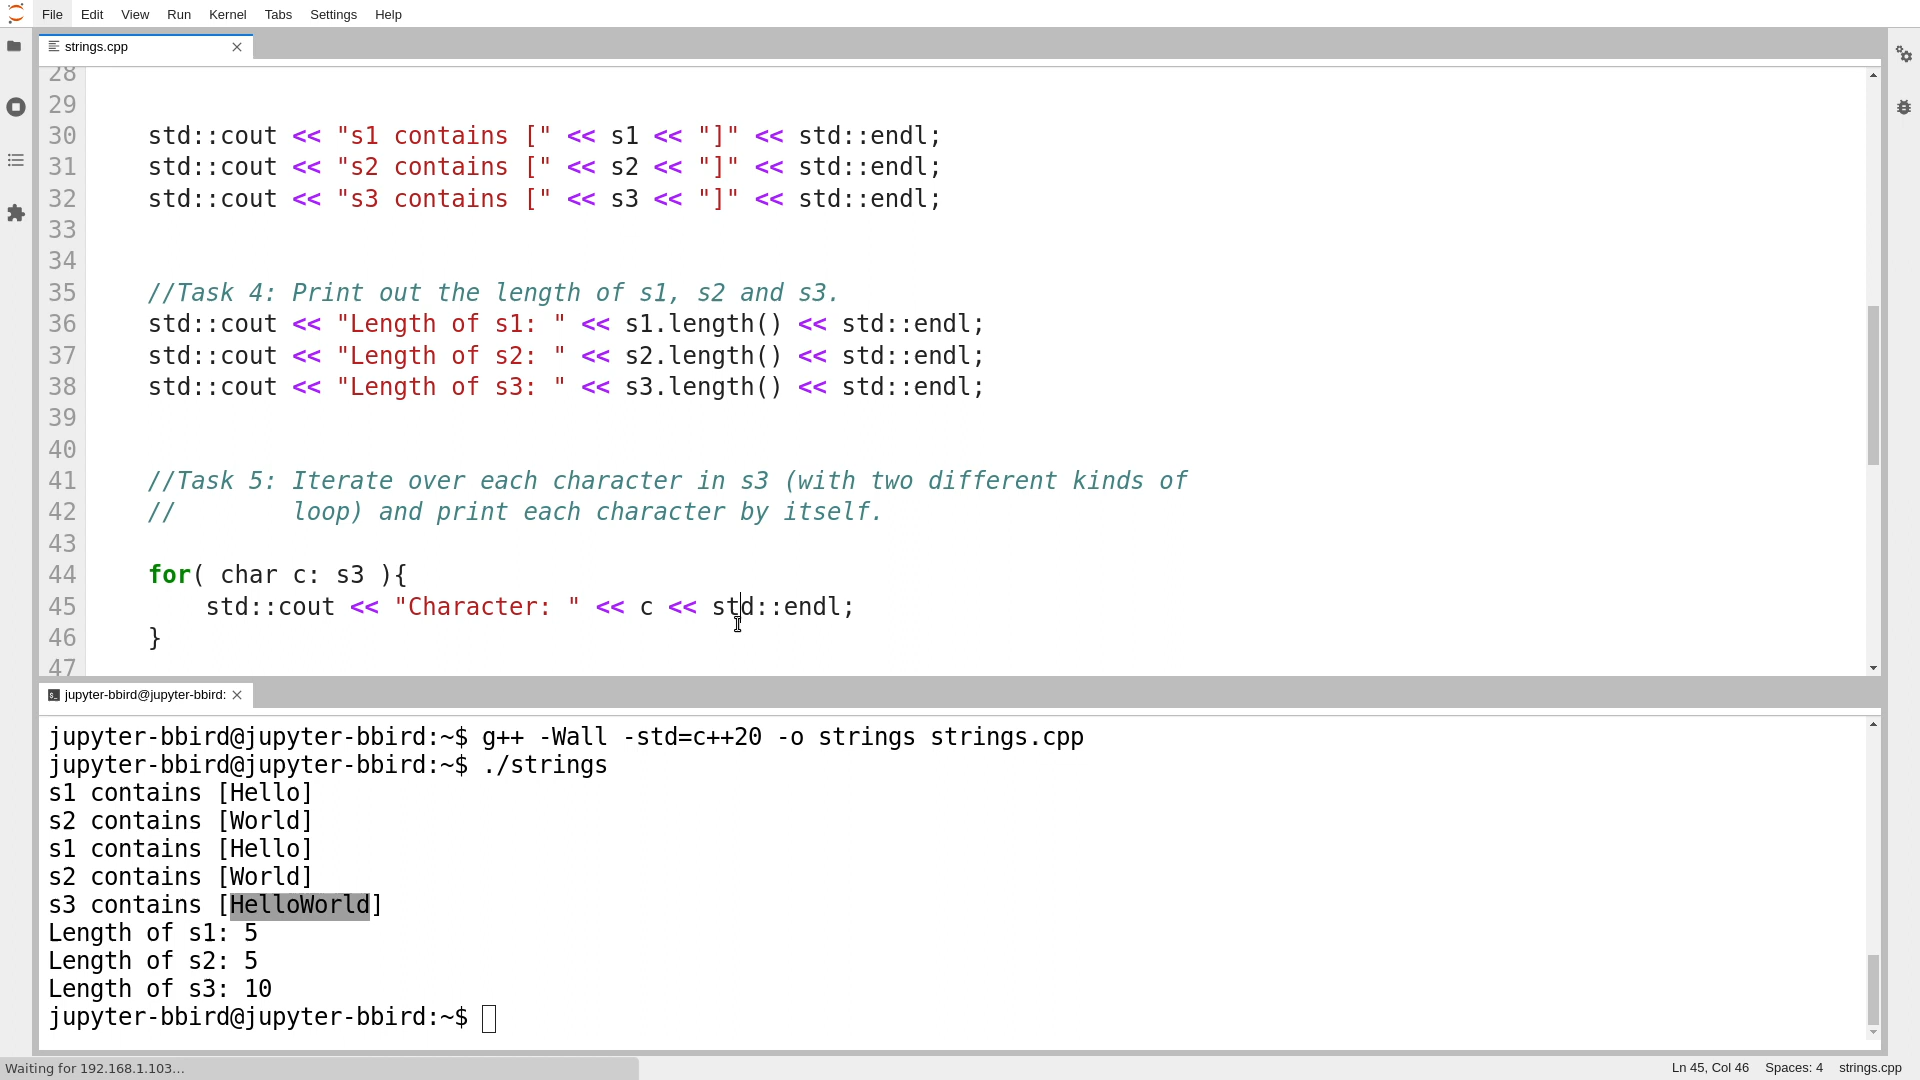 File Edit View Run Kernel Tabs Settings Help
strings.cpp
28
29
30     std::cout << "s1 contains [" << s1 << "]" << std::endl;
31     std::cout << "s2 contains [" << s2 << "]" << std::endl;
32     std::cout << "s3 contains [" << s3 << "]" << std::endl;
33
34
35     //Task 4: Print out the length of s1, s2 and s3.
36     std::cout << "Length of s1: " << s1.length() << std::endl;
37     std::cout << "Length of s2: " << s2.length() << std::endl;
38     std::cout << "Length of s3: " << s3.length() << std::endl;
39
40
41     //Task 5: Iterate over each character in s3 (with two different kinds of
42     //        loop) and print each character by itself.
43
44     for( char c: s3 ){
45         std::cout << "Character: " << c << std::endl;
46     }
47
jupyter-bbird@jupyter-bbird:
jupyter-bbird@jupyter-bbird:~$ g++ -Wall -std=c++20 -o strings strings.cpp
jupyter-bbird@jupyter-bbird:~$ ./strings
s1 contains [Hello]
s2 contains [World]
s1 contains [Hello]
s2 contains [World]
s3 contains [HelloWorld]
Length of s1: 5
Length of s2: 5
Length of s3: 10
jupyter-bbird@jupyter-bbird:~$
Waiting for 192.168.1.103... Ln 45, Col 46 Spaces: 4 strings.cpp